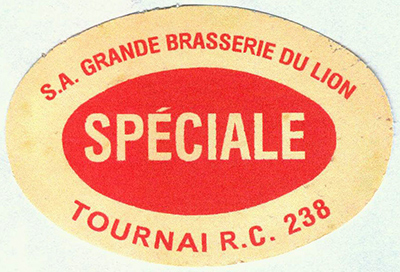 S.A. GRANDE BRASSERIE DU LION
SPÉCIALE
TOURNAI R.C. 238